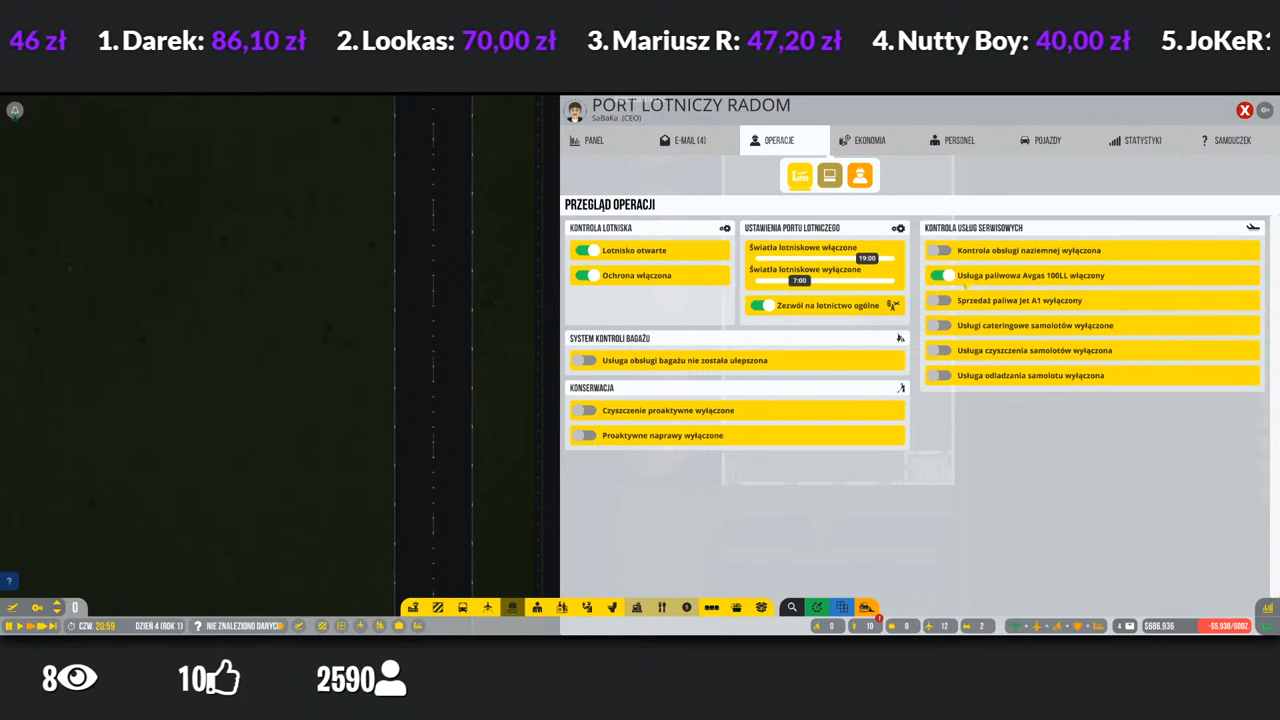 46 zł 1. Darek: 86,10 zł 2. Lookas: 70,00 zł 3. Mariusz R: 47,20 zł 4. Nutty Boy: 40,00 zł 5. JoKeR
PORT LOTNICZY RADOM
SaBaKa .(CEO)
PANEL E-MAIL (4) OPERACJE EKONOMIA PERSONEL POJAZDY STATYSTYKI ? SAMOUCZEK
PRZEGLĄD OPERACJI
KONTROLA LOTNISKA
Lotnisko otwarte
Ochrona włączona
USTAWIENIA PORTU LOTNICZEGO
Światła lotniskowe włączone
19:00
Światła lotniskowe wyłączone
7:00
Zezwól na lotnictwo ogólne
SYSTEM KONTROLI BAGAŻU
Usługa obsługi bagażu nie została ulepszona
KONSERWACJA
Czyszczenie proaktywne wyłączone
Proaktywne naprawy wyłączone
KONTROLA USŁUG SERWISOWYCH
Kontrola obsługi naziemnej wyłączona
Usługa paliwowa Avgas 100LL włączony
Sprzedaż paliwa Jet A1 wyłączony
Usługi cateringowe samolotów wyłączone
Usługa czyszczenia samolotów wyłączona
Usługa odladzania samolotu wyłączona
?
0
CZW. 20:59 DZIEŃ 4 (ROK 1) ? NIE ZNALEZIONO DANYCH
0 10 0 12 2 4 $686,936 -$5,938/000Z
8 10 2590